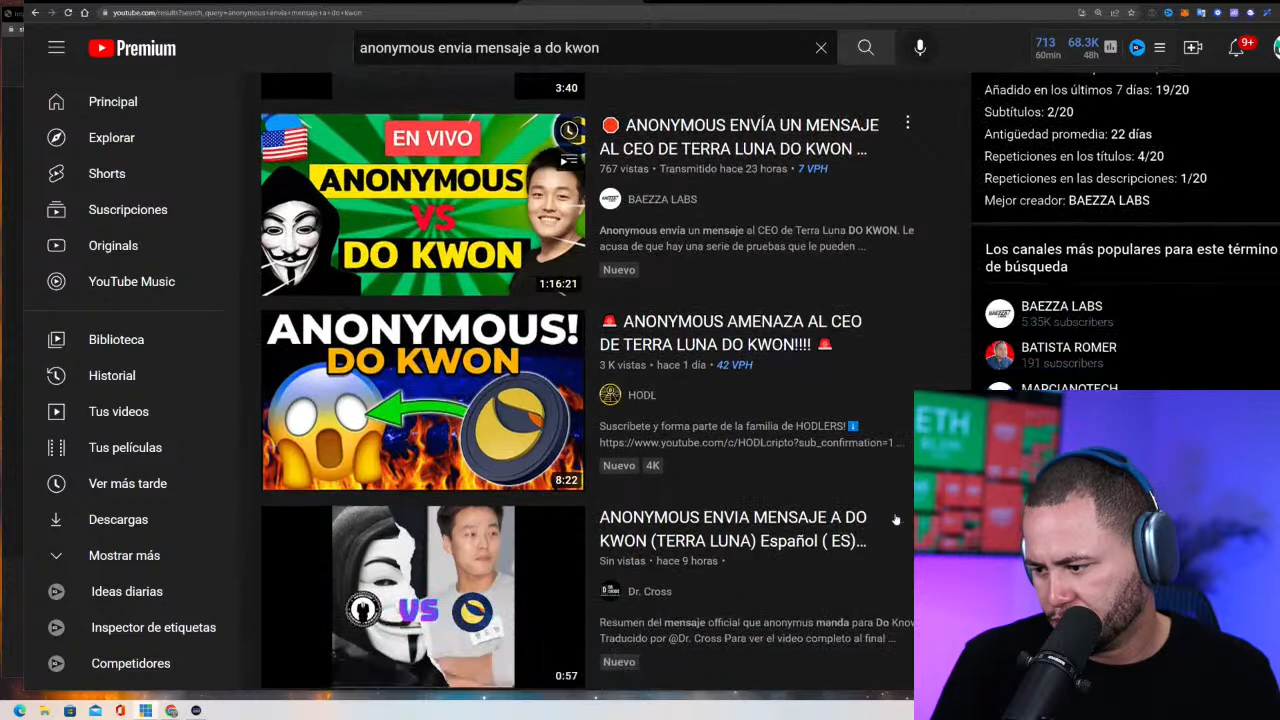 youtube.com/results?search_query=anonymous+envia+mensaje+a+do+kwon
Premium
anonymous envia mensaje a do kwon
713
60min
68.3K
48h
9+
Principal
Explorar
Shorts
Suscripciones
Originals
YouTube Music
Biblioteca
Historial
Tus videos
Tus películas
Ver más tarde
Descargas
Mostrar más
Ideas diarias
Inspector de etiquetas
Competidores
3:40
EN VIVO
ANONYMOUS
VS
DO KWON
1:16:21
ANONYMOUS ENVÍA UN MENSAJE
AL CEO DE TERRA LUNA DO KWON ...
767 vistas • Transmitido hace 23 horas • 7 VPH
BAEZZA LABS
Anonymous envía un mensaje al CEO de Terra Luna DO KWON. Le
acusa de que hay una serie de pruebas que le pueden ...
Nuevo
ANONYMOUS!
DO KWON
8:22
ANONYMOUS AMENAZA AL CEO
DE TERRA LUNA DO KWON!!!!
3 K vistas • hace 1 día • 42 VPH
HODL
Suscríbete y forma parte de la familia de HODLERS!
https://www.youtube.com/c/HODLcripto?sub_confirmation=1 ...
Nuevo
4K
VS
0:57
ANONYMOUS ENVIA MENSAJE A DO
KWON (TERRA LUNA) Español ( ES)...
Sin vistas • hace 9 horas •
Dr. Cross
Resumen del mensaje official que anonymus manda para Do Know
Traducido por @Dr. Cross Para ver el video completo al final ...
Nuevo
Añadido en los últimos 7 días: 19/20
Subtítulos: 2/20
Antigüedad promedia: 22 días
Repeticiones en los títulos: 4/20
Repeticiones en las descripciones: 1/20
Mejor creador: BAEZZA LABS
Los canales más populares para este término
de búsqueda
BAEZZA LABS
5.35K subscribers
BATISTA ROMER
191 subscribers
MARCIANOTECH
ETH